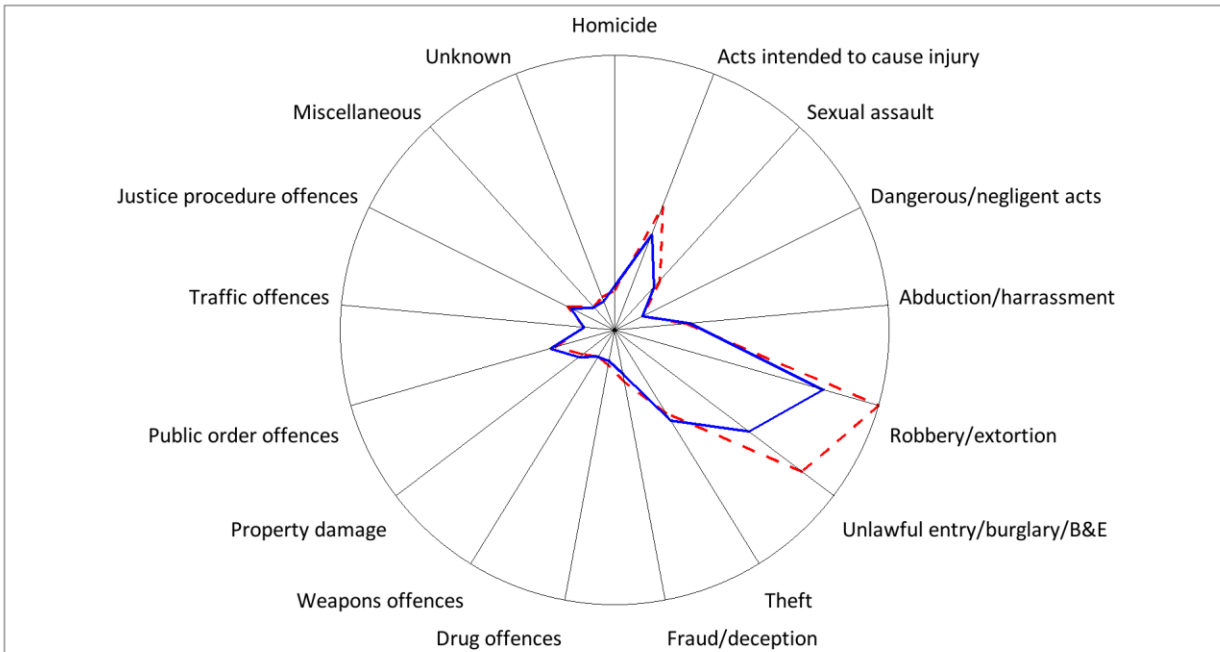 Homicide
Unknown
Acts intended to cause injury
Miscellaneous
Sexual assault
Justice procedure offences
Dangerous/negligent acts
Traffic offences
Abduction/harrassment
Public order offences
Robbery/extortion
Property damage
Unlawful entry/burglary/B&E
Weapons offences
Theft
Drug offences
Fraud/deception